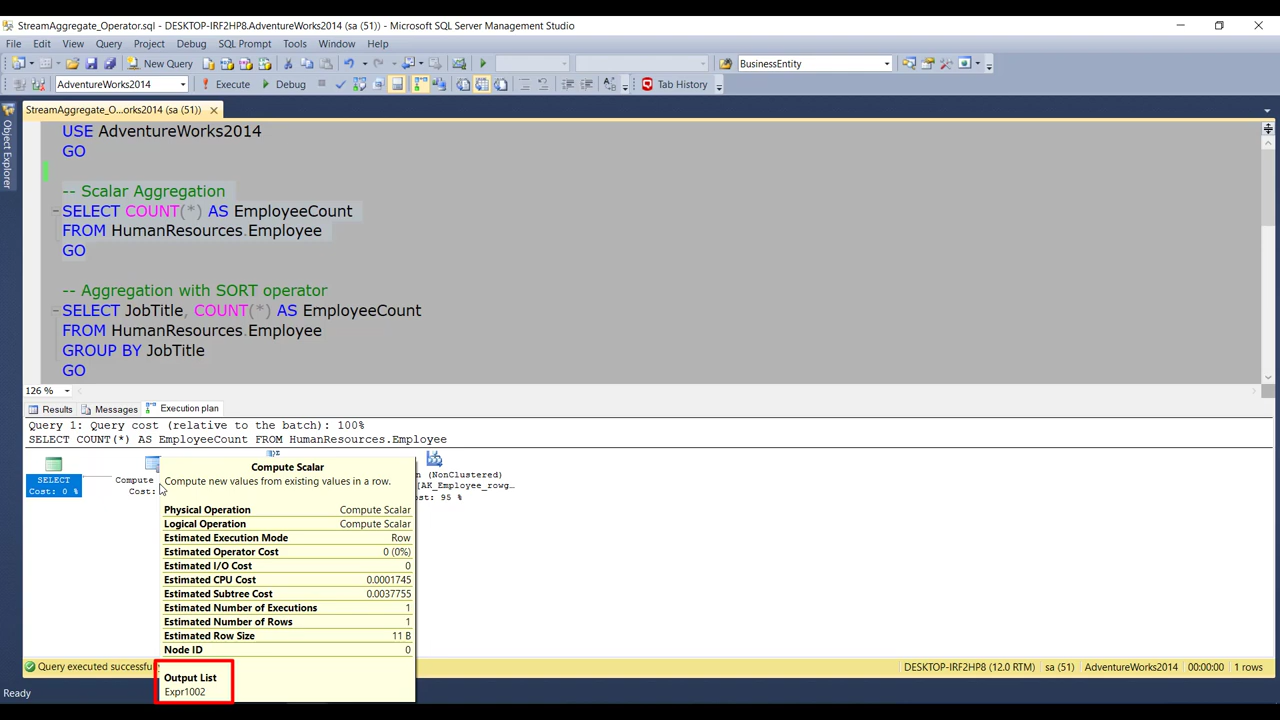 StreamAggregate_Operator.sql - DESKTOP-IRF2HP8.AdventureWorks2014 (sa (51)) - Microsoft SQL Server Management Studio
File Edit View Query Project Debug SQL Prompt Tools Window Help
New Query BusinessEntity
AdventureWorks2014 Execute Debug Tab History
Object Explorer
StreamAggregate_O...orks2014 (sa (51))
USE AdventureWorks2014
GO
-- Scalar Aggregation
SELECT COUNT(*) AS EmployeeCount
FROM HumanResources.Employee
GO
-- Aggregation with SORT operator
SELECT JobTitle, COUNT(*) AS EmployeeCount
FROM HumanResources.Employee
GROUP BY JobTitle
GO
126 %
Results Messages Execution plan
Query 1: Query cost (relative to the batch): 100%
SELECT COUNT(*) AS EmployeeCount FROM HumanResources.Employee
SELECT
Cost: 0 %
Compute
Cost:
n (NonClustered)
[AK_Employee_rowg…
ost: 95 %
Compute Scalar
Compute new values from existing values in a row.
Physical Operation Compute Scalar
Logical Operation Compute Scalar
Estimated Execution Mode Row
Estimated Operator Cost 0 (0%)
Estimated I/O Cost 0
Estimated CPU Cost 0.0001745
Estimated Subtree Cost 0.0037755
Estimated Number of Executions 1
Estimated Number of Rows 1
Estimated Row Size 11 B
Node ID 0
Output List
Expr1002
Query executed successfu
DESKTOP-IRF2HP8 (12.0 RTM) sa (51) AdventureWorks2014 00:00:00 1 rows
Ready